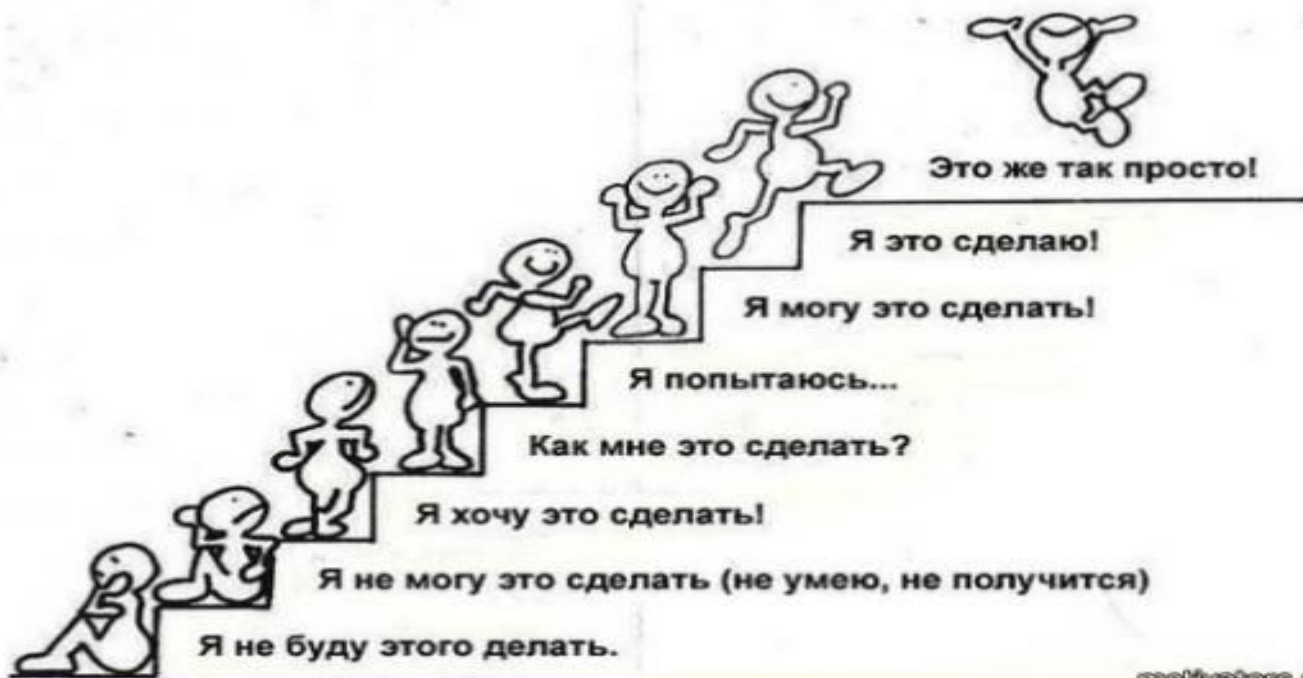 Это же так просто!
Я это сделаю!
Я могу это сделать!
Я попытаюсь...
Как мне это сделать?
Я хочу это сделать!
Я не могу это сделать (не умею, не получится)
Я не буду этого делать.